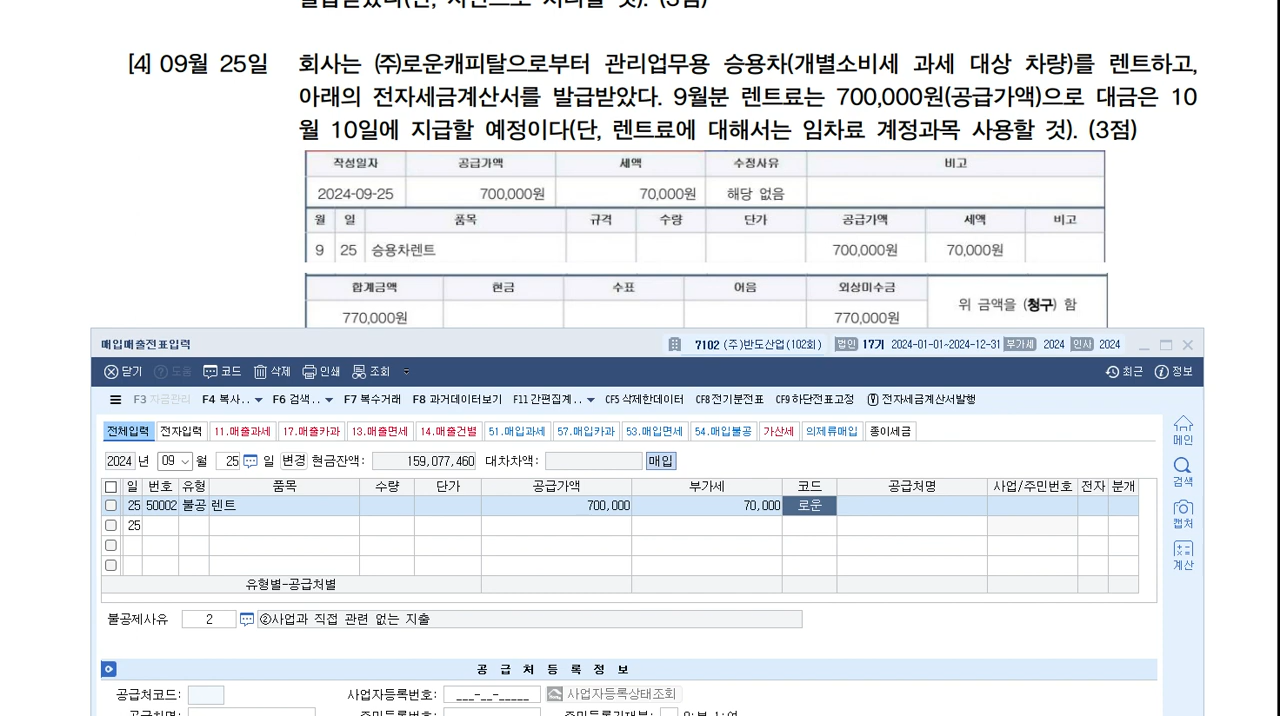 [4] 09월 25일 회사는 ㈜로운캐피탈으로부터 관리업무용 승용차(개별소비세 과세 대상 차량)를 렌트하고,
아래의 전자세금계산서를 발급받았다. 9월분 렌트료는 700,000원(공급가액)으로 대금은 10
월 10일에 지급할 예정이다(단, 렌트료에 대해서는 임차료 계정과목 사용할 것). (3점)
작성일자 공급가액 세액 수정사유 비고
2024-09-25 700,000원 70,000원 해당 없음
월 일 품목 규격 수량 단가 공급가액 세액 비고
9 25 승용차렌트 700,000원 70,000원
합계금액 현금 수표 어음 외상미수금 위 금액을 (청구) 함
770,000원 770,000원
매입매출전표입력 7102 (주)반도산업(102회) 법인 17기 2024-01-01~2024-12-31 부가세 2024 인사 2024
닫기 도움 코드 삭제 인쇄 조회 최근 정보
F3 자금관리 F4 복사.. F6 검색.. F7 복수거래 F8 과거데이터보기 F11 간편집계.. CF5 삭제한데이터 CF8 전기분전표 CF9 하단전표고정 전자세금계산서발행
전체입력 전자입력 11.매출과세 17.매출카과 13.매출면세 14.매출건별 51.매입과세 57.매입카과 53.매입면세 54.매입불공 가산세 의제류매입 종이세금
메인
2024 년 09 월 25 일 변경 현금잔액: 159,077,460 대차차액: 매입
검색
일 번호 유형 품목 수량 단가 공급가액 부가세 코드 공급처명 사업/주민번호 전자 분개
25 50002 불공 렌트 700,000 70,000 로운
25
캡처
계산
유형별-공급처별
불공제사유 2 ②사업과 직접 관련 없는 지출
공 급 처 등 록 정 보
공급처코드: 사업자등록번호: ___-__-_____ 사업자등록상태조회